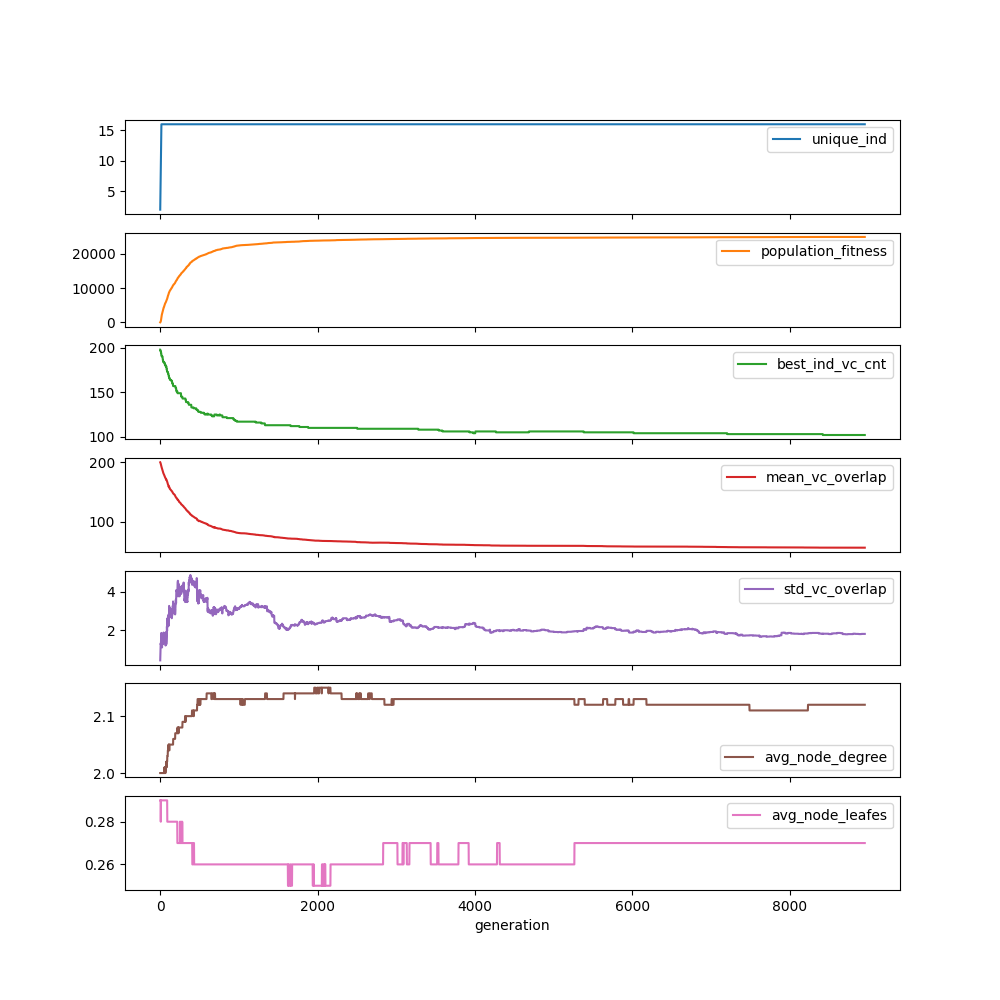 15
10
5
unique_ind
20000
10000
0
population_fitness
200
150
100
best_ind_vc_cnt
200
100
mean_vc_overlap
4
2
std_vc_overlap
2.1
2.0
avg_node_degree
0.28
0.26
avg_node_leafes
0 2000 4000 6000 8000
generation